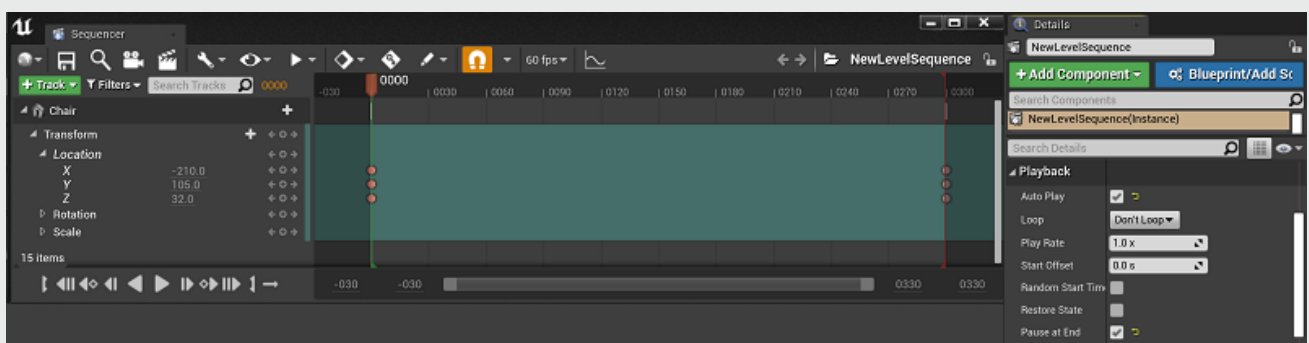 Sequencer
60 fps
NewLevelSequence
+ Track
Filters
Search Tracks
0000
-030
0000
0030
0060
0090
0120
0150
0180
0210
0240
0270
0300
Chair
+
Transform
+
Location
X -210.0
Y 105.0
Z 32.0
Rotation
Scale
15 items
-030
-030
0330
0330
Details
NewLevelSequence
+Add Component
Blueprint/Add Sc
Search Components
NewLevelSequence(Instance)
Search Details
Playback
Auto Play
Loop Don't Loop
Play Rate 1.0 x
Start Offset 0.0 s
Random Start Tim
Restore State
Pause at End